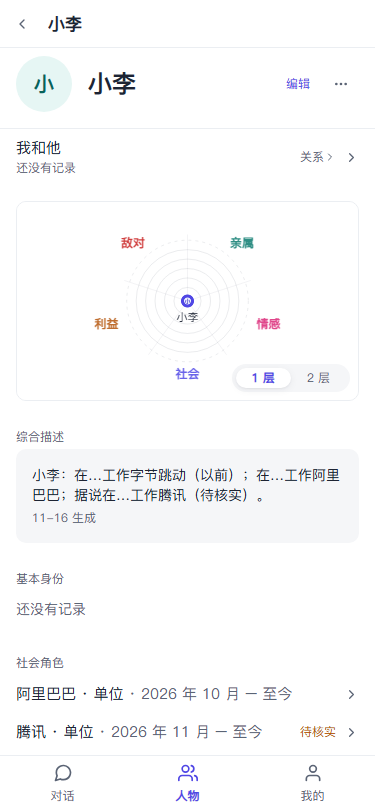 小李
小
小李
编辑
我和他
还没有记录
关系
敌对
亲属
利益
情感
小李
社会
1 层
2 层
综合描述
小李：在…工作字节跳动（以前）；在…工作阿里
巴巴；据说在…工作腾讯（待核实）。
11-16 生成
基本身份
还没有记录
社会角色
阿里巴巴 · 单位 · 2026 年 10 月 – 至今
腾讯 · 单位 · 2026 年 11 月 – 至今
待核实
对话
人物
我的